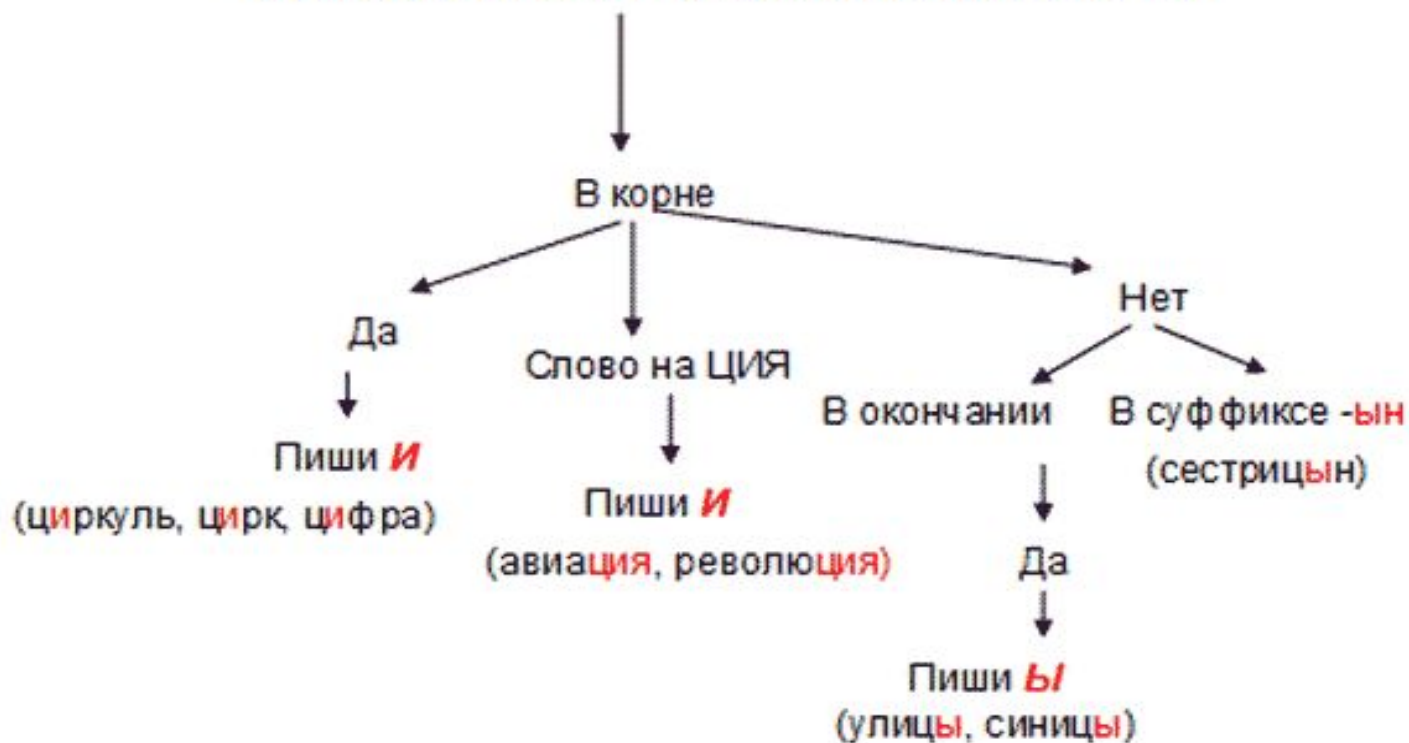 В корне
Да
Слово на ЦИЯ
Нет
В окончании
В суффиксе -ын
(сестрицын)
Пиши И
(циркуль, цирк, цифра)
Пиши И
(авиация, революция)
Да
Пиши Ы
(улицы, синицы)